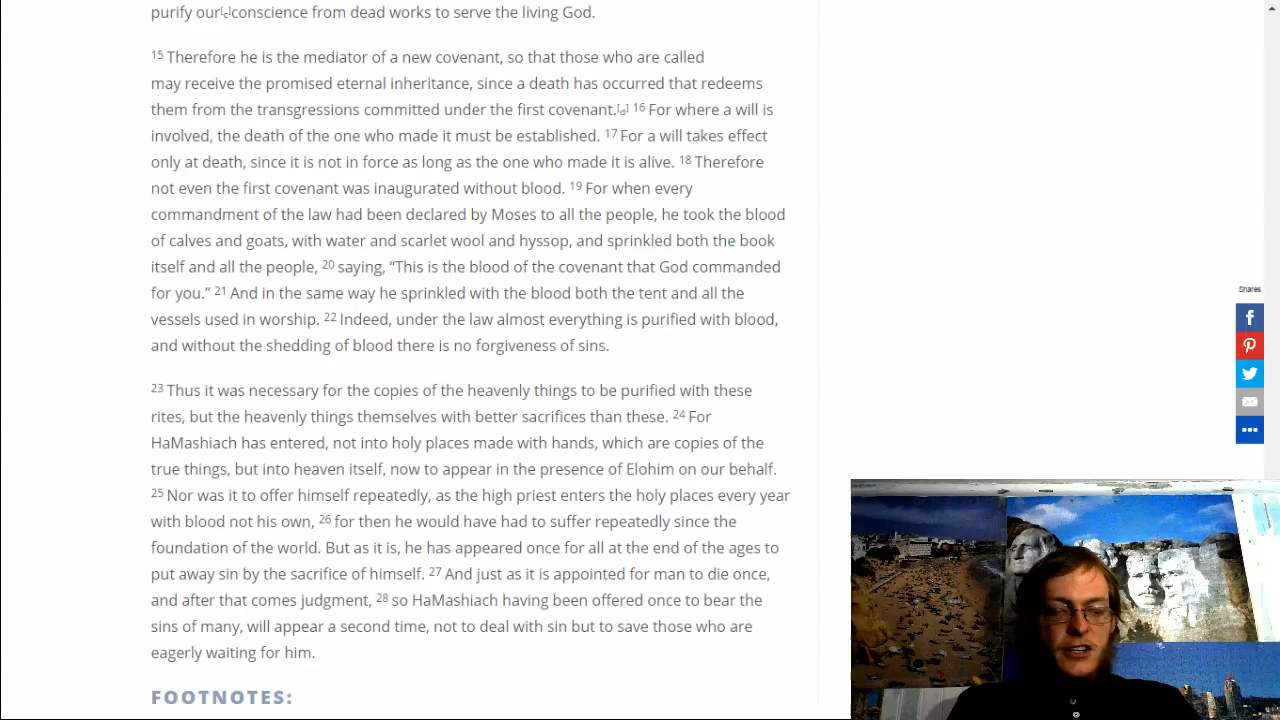 purify our[c]conscience from dead works to serve the living God.
15 Therefore he is the mediator of a new covenant, so that those who are called
may receive the promised eternal inheritance, since a death has occurred that redeems
them from the transgressions committed under the first covenant.[d] 16 For where a will is
involved, the death of the one who made it must be established. 17 For a will takes effect
only at death, since it is not in force as long as the one who made it is alive. 18 Therefore
not even the first covenant was inaugurated without blood. 19 For when every
commandment of the law had been declared by Moses to all the people, he took the blood
of calves and goats, with water and scarlet wool and hyssop, and sprinkled both the book
itself and all the people, 20 saying, “This is the blood of the covenant that God commanded
for you.” 21 And in the same way he sprinkled with the blood both the tent and all the
vessels used in worship. 22 Indeed, under the law almost everything is purified with blood,
and without the shedding of blood there is no forgiveness of sins.
23 Thus it was necessary for the copies of the heavenly things to be purified with these
rites, but the heavenly things themselves with better sacrifices than these. 24 For
HaMashiach has entered, not into holy places made with hands, which are copies of the
true things, but into heaven itself, now to appear in the presence of Elohim on our behalf.
25 Nor was it to offer himself repeatedly, as the high priest enters the holy places every year
with blood not his own, 26 for then he would have had to suffer repeatedly since the
foundation of the world. But as it is, he has appeared once for all at the end of the ages to
put away sin by the sacrifice of himself. 27 And just as it is appointed for man to die once,
and after that comes judgment, 28 so HaMashiach having been offered once to bear the
sins of many, will appear a second time, not to deal with sin but to save those who are
eagerly waiting for him.
FOOTNOTES:
Shares